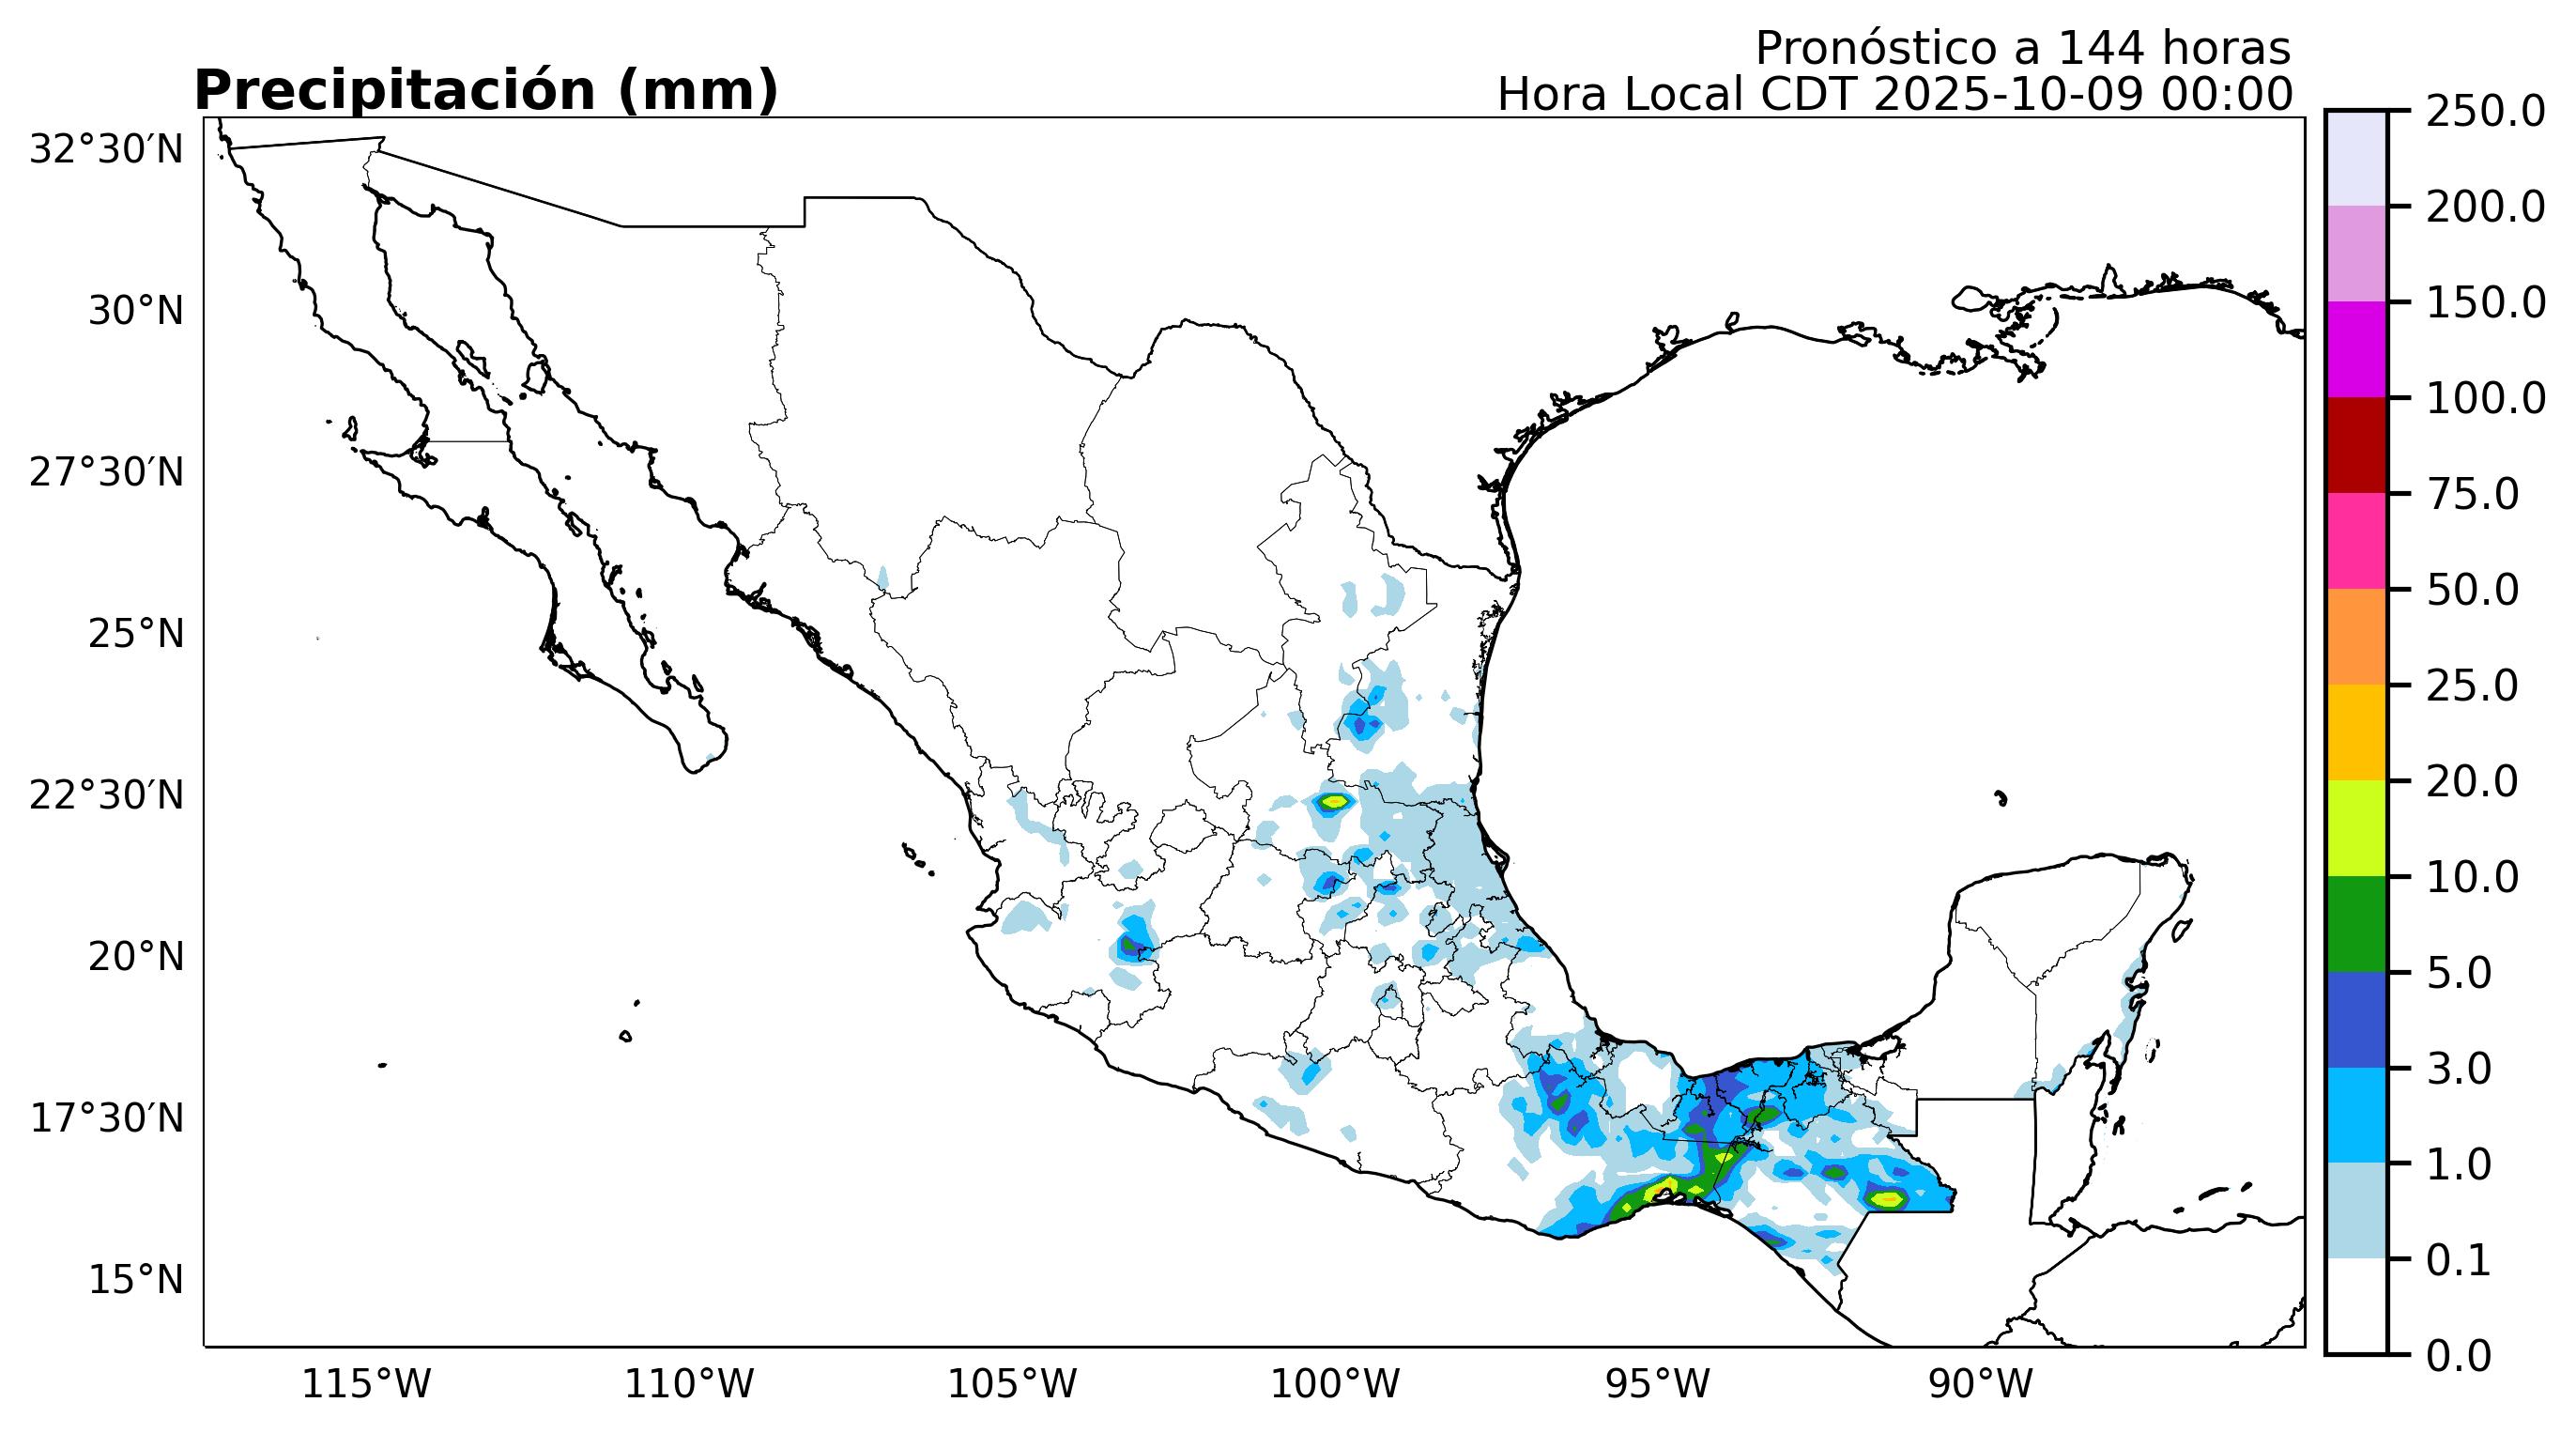 Pronóstico a 144 horas
Precipitación (mm)
Hora Local CDT 2025-10-09 00:00
32°30′N
30°N
27°30′N
25°N
22°30′N
20°N
17°30′N
15°N
115°W
110°W
105°W
100°W
95°W
90°W
250.0
200.0
150.0
100.0
75.0
50.0
25.0
20.0
10.0
5.0
3.0
1.0
0.1
0.0